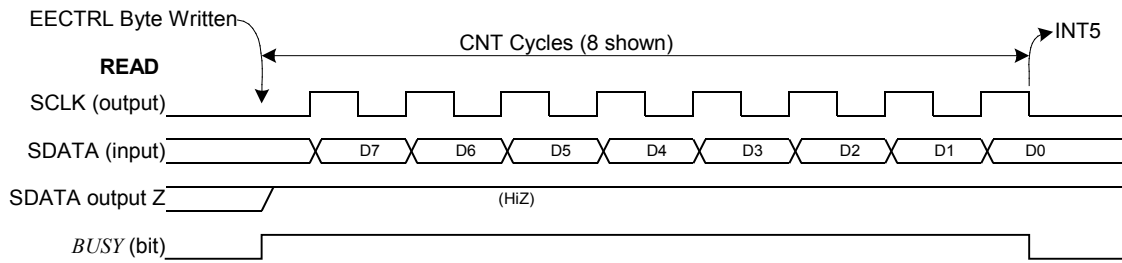 EECTRL Byte Written
INT5
CNT Cycles (8 shown)
READ
SCLK (output)
SDATA (input) D7 D6 D5 D4 D3 D2 D1 D0
SDATA output Z (HiZ)
BUSY (bit)